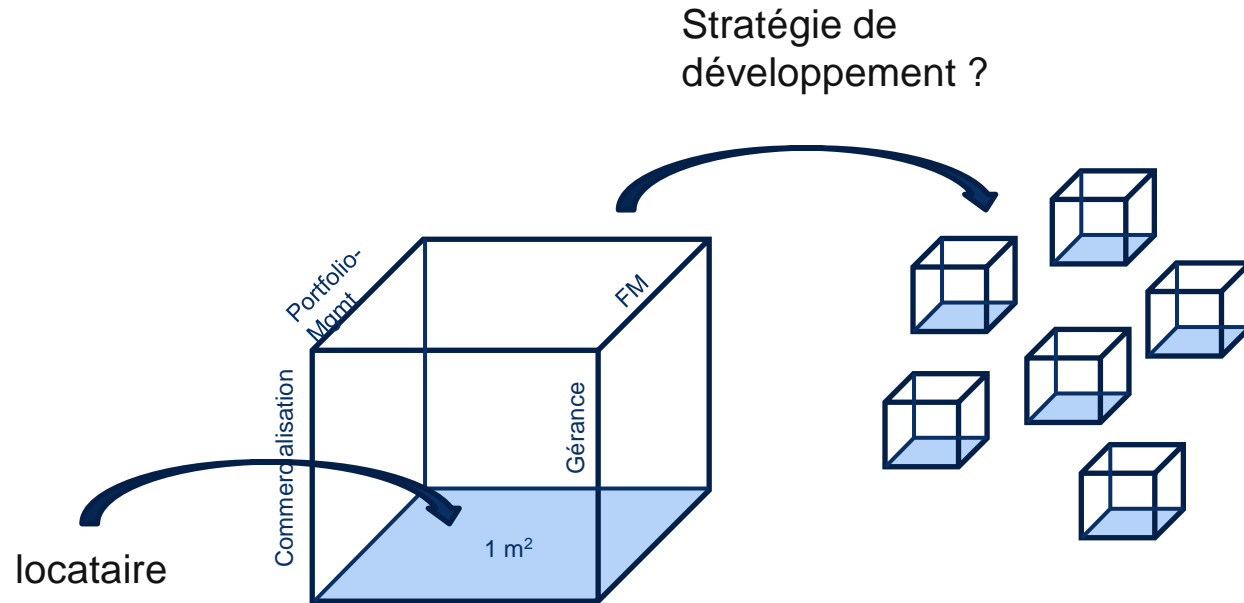 Stratégie de
développement ?
Portfolio-
Mgmt
FM
Commercialisation
Gérance
1 m²
locataire